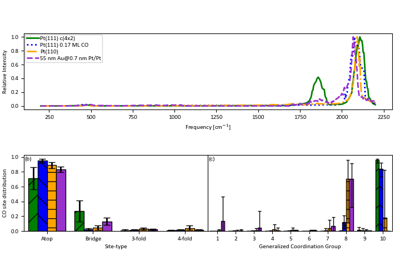 Pt(111) c(4x2)
Pt(111) 0.17 ML CO
Pt(110)
55 nm Au@0.7 nm Pt/Pt
Relative Intensity
1.0
0.8
0.6
0.4
0.2
0.0
250 500 750 1000 1250 1500 1750 2000 2250
Frequency [cm⁻¹]
CO site distribution
1.0
0.8
0.6
0.4
0.2
0.0
(b)
Atop Bridge 3-fold 4-fold
Site-type
(c)
1 2 3 4 5 6 7 8 9 10
Generalized Coordination Group